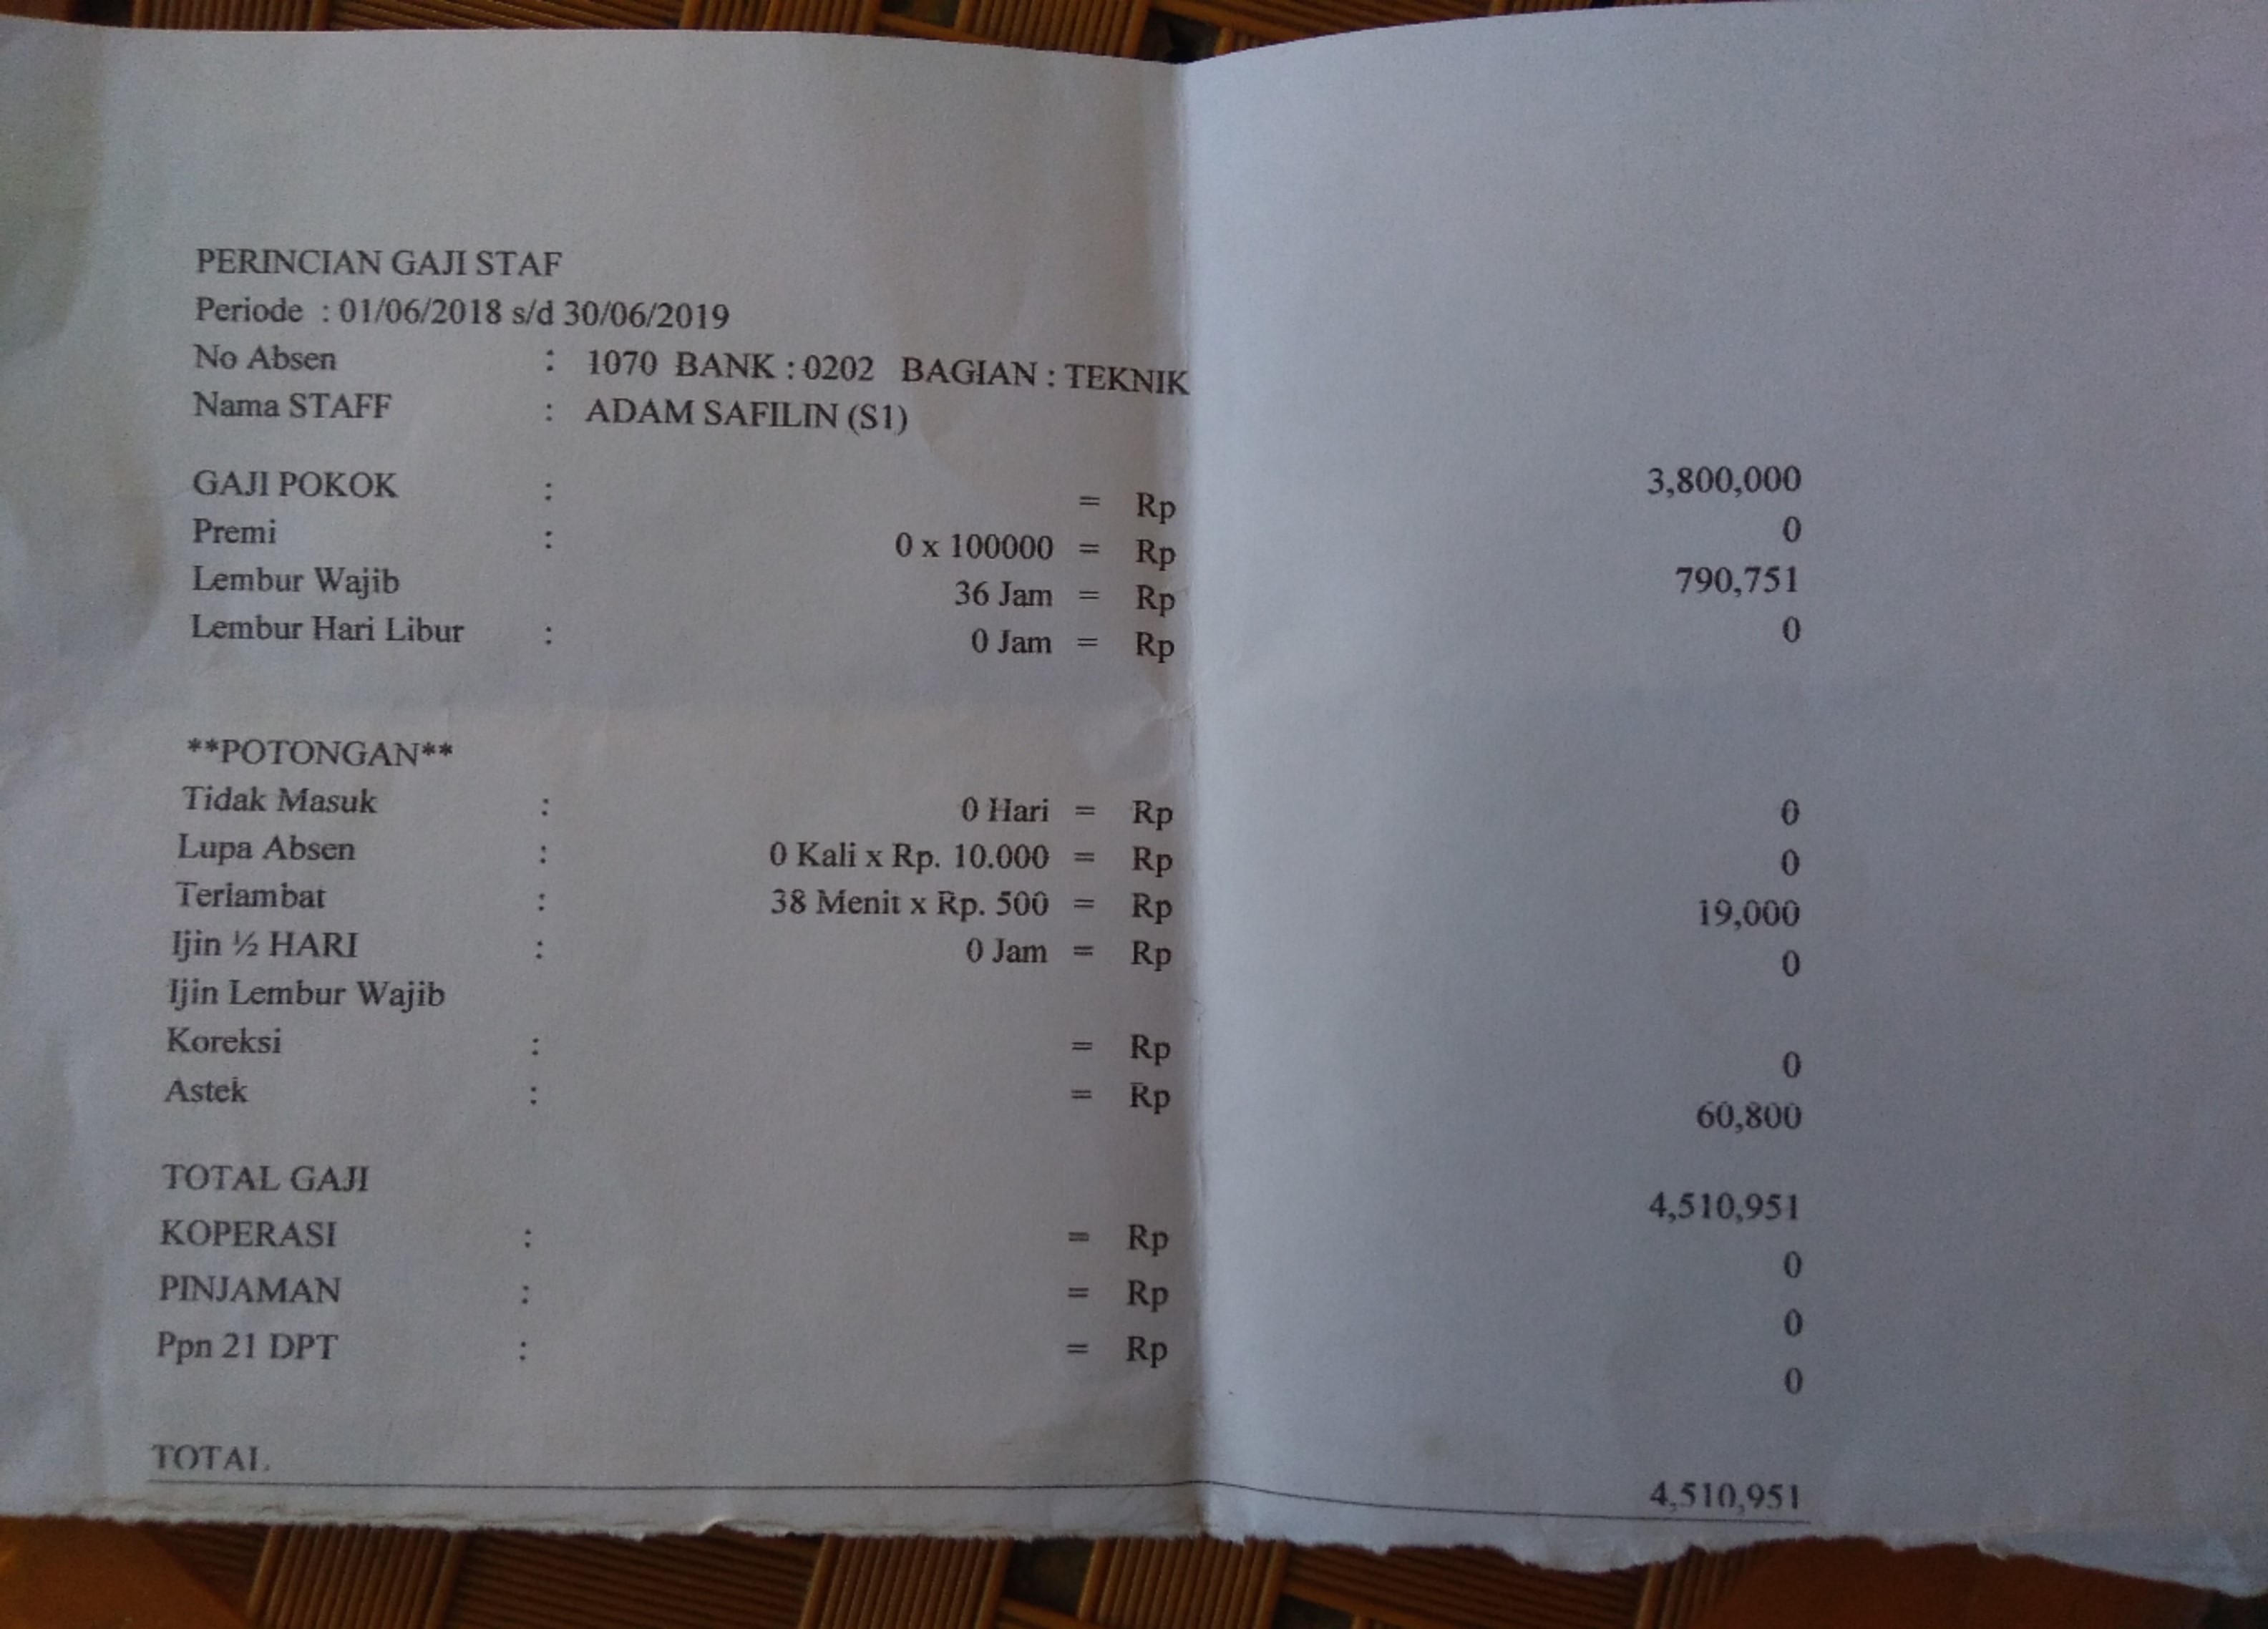 PERINCIAN GAJI STAF
Periode : 01/06/2018 s/d 30/06/2019
No Absen : 1070 BANK : 0202 BAGIAN : TEKNIK
Nama STAFF : ADAM SAFILIN (S1)
GAJI POKOK : = Rp 3,800,000
Premi : 0 x 100000 = Rp 0
Lembur Wajib 36 Jam = Rp 790,751
Lembur Hari Libur : 0 Jam = Rp 0
**POTONGAN**
Tidak Masuk : 0 Hari = Rp 0
Lupa Absen : 0 Kali x Rp. 10.000 = Rp 0
Terlambat : 38 Menit x Rp. 500 = Rp 19,000
Ijin ½ HARI : 0 Jam = Rp 0
Ijin Lembur Wajib
Koreksi : = Rp 0
Astek : = Rp 60,800
TOTAL GAJI 4,510,951
KOPERASI : = Rp 0
PINJAMAN : = Rp 0
Ppn 21 DPT : = Rp 0
TOTAL 4,510,951